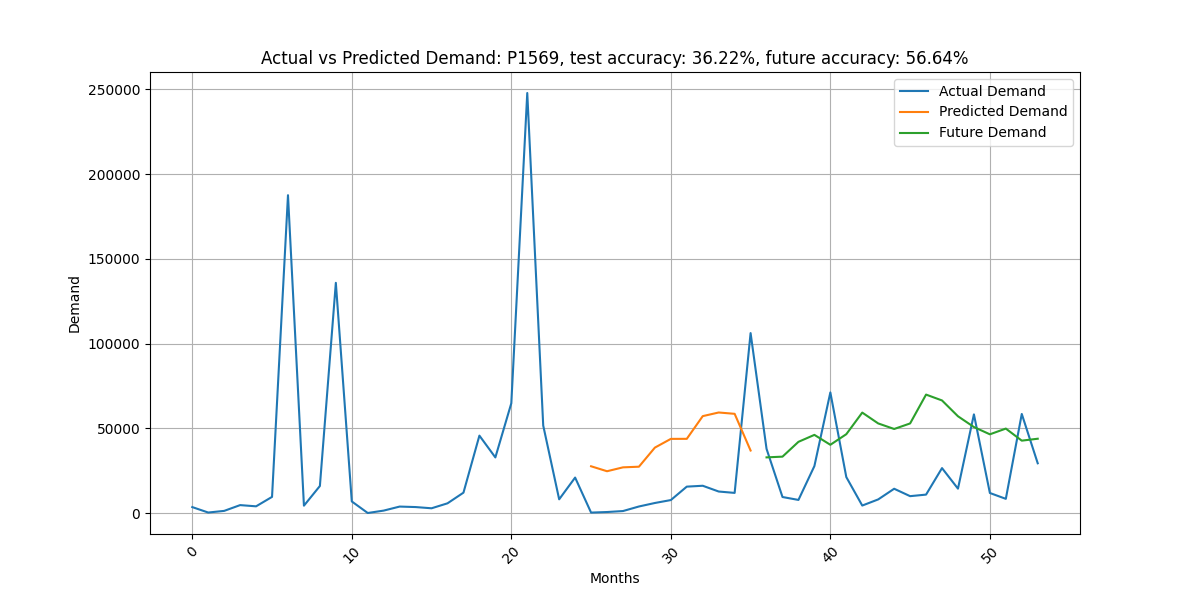 Actual vs Predicted Demand: P1569, test accuracy: 36.22%, future accuracy: 56.64%
Actual Demand
Predicted Demand
Future Demand
250000
200000
150000
100000
50000
0
Demand
0
10
20
30
40
50
Months